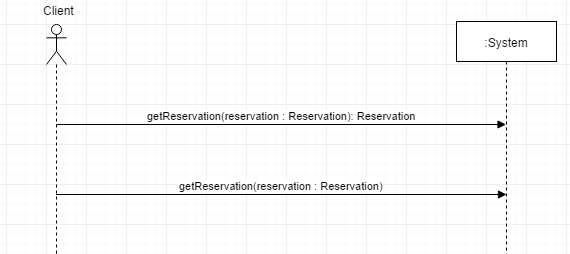 Client
:System
getReservation(reservation : Reservation): Reservation
getReservation(reservation : Reservation)